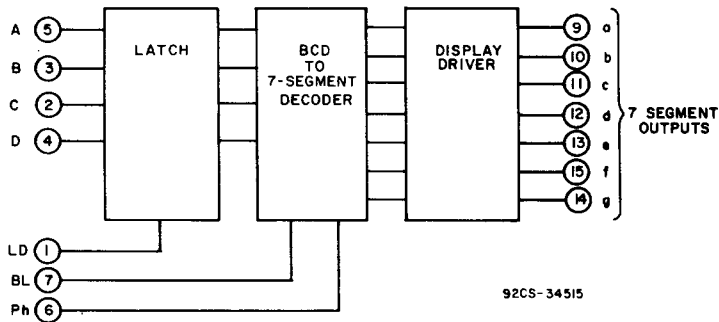 A 5
B 3
C 2
D 4
LD 1
BL 7
Ph 6
LATCH
BCD
TO
7-SEGMENT
DECODER
DISPLAY
DRIVER
9 a
10 b
11 c
12 d
13 e
15 f
14 g
7 SEGMENT
OUTPUTS
92CS-34515